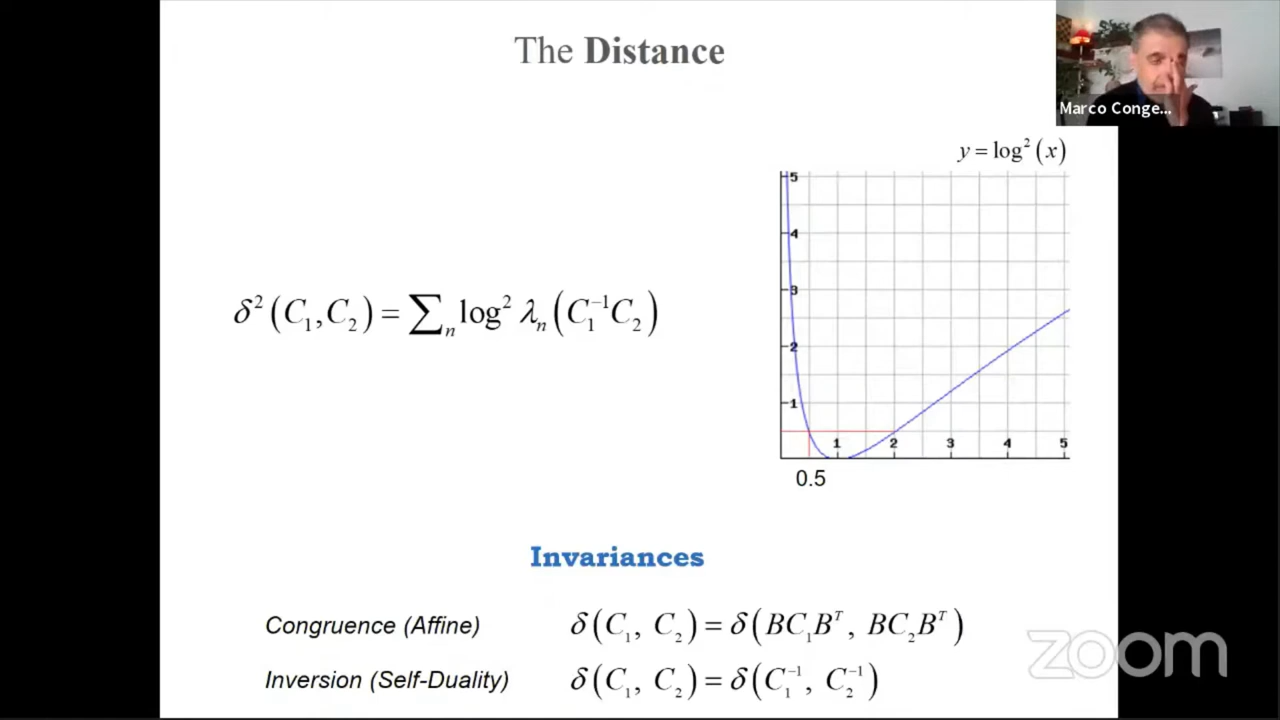 The Distance
Marco Conge...
y = log² (x)
5
4
3
2
1
1 2 3 4 5
0.5
δ² (C₁, C₂) = ∑ₙ log² λₙ (C₁⁻¹C₂)
Invariances
Congruence (Affine) δ(C₁, C₂) = δ(BC₁Bᵀ, BC₂Bᵀ)
Inversion (Self-Duality) δ(C₁, C₂) = δ(C₁⁻¹, C₂⁻¹)
zoom